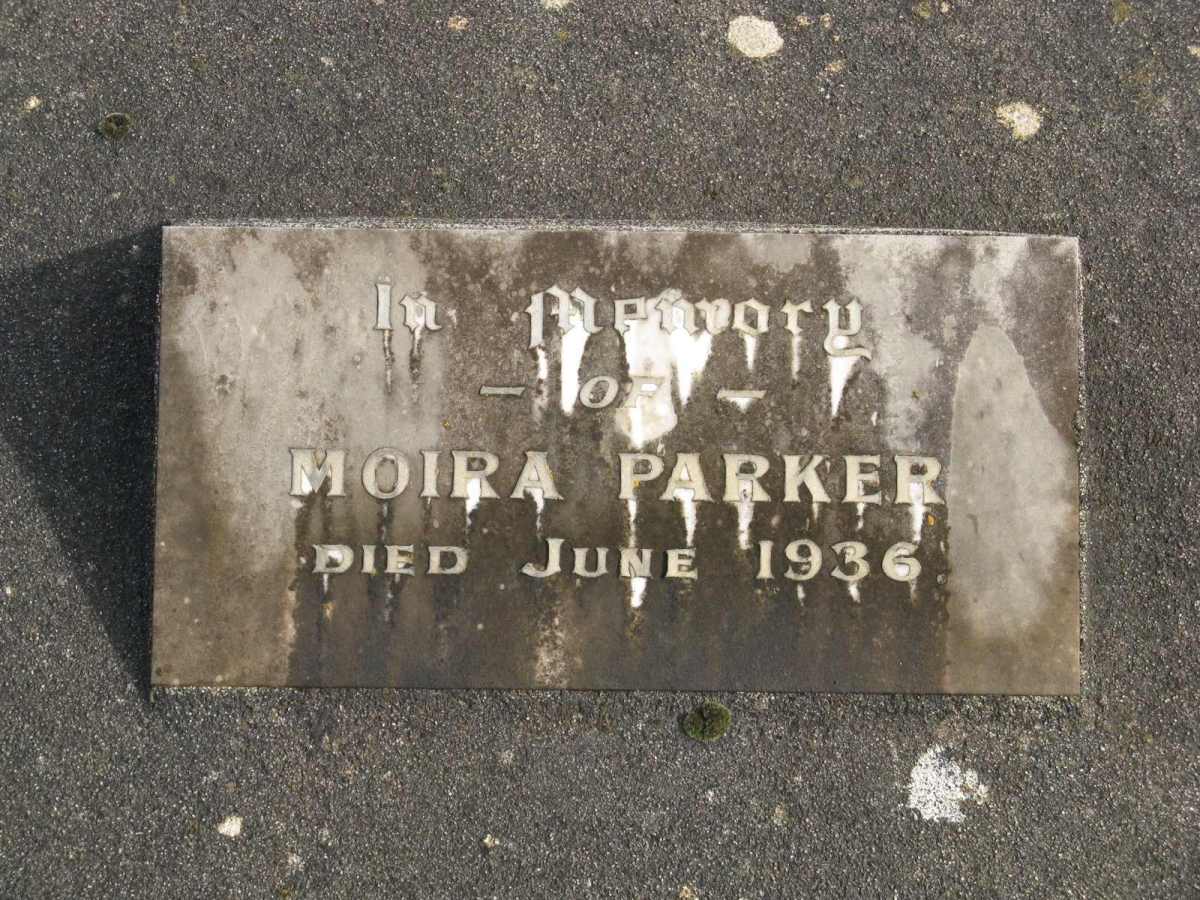 In Memory
- OF -
MOIRA PARKER
DIED JUNE 1936